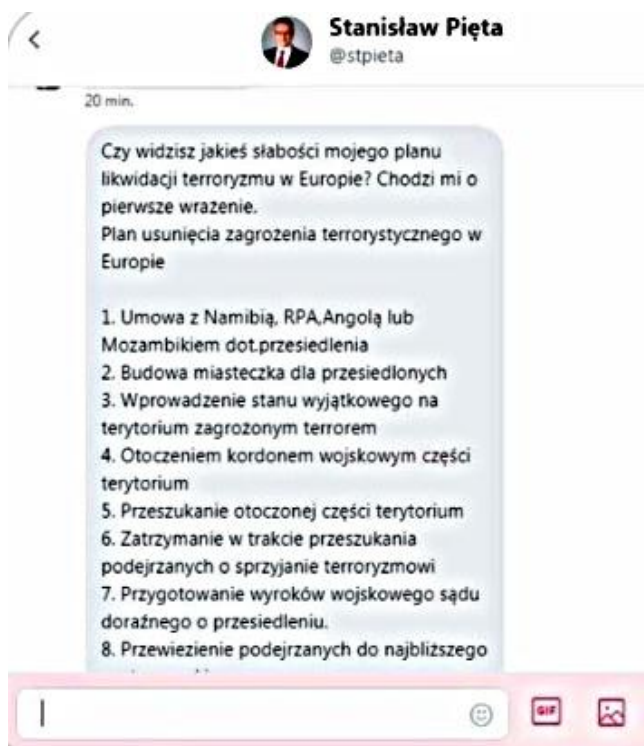 Stanisław Pięta
@stpieta
20 min.
Czy widzisz jakieś słabości mojego planu
likwidacji terroryzmu w Europie? Chodzi mi o
pierwsze wrażenie.
Plan usunięcia zagrożenia terrorystycznego w
Europie
1. Umowa z Namibią, RPA,Angolą lub
Mozambikiem dot.przesiedlenia
2. Budowa miasteczka dla przesiedlonych
3. Wprowadzenie stanu wyjątkowego na
terytorium zagrożonym terrorem
4. Otoczeniem kordonem wojskowym części
terytorium
5. Przeszukanie otoczonej części terytorium
6. Zatrzymanie w trakcie przeszukania
podejrzanych o sprzyjanie terroryzmowi
7. Przygotowanie wyroków wojskowego sądu
doraźnego o przesiedleniu.
8. Przewiezienie podejrzanych do najbliższego
GIF